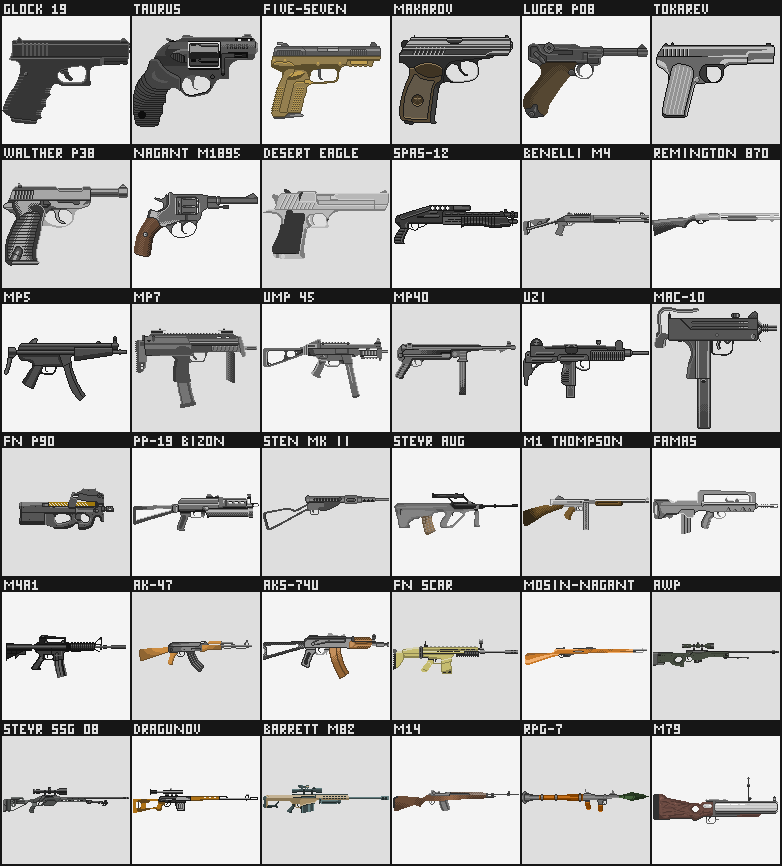 GLOCK 19 TAURUS FIVE-SEVEN MAKAROV LUGER P08 TOKAREV
TAURUS
WALTHER P38 NAGANT M1895 DESERT EAGLE SPAS-12 BENELLI M4 REMINGTON 870
MP5 MP7 UMP 45 MP40 UZI MAC-10
FN P90 PP-19 BIZON STEN MK II STEYR AUG M1 THOMPSON FAMAS
M4A1 AK-47 AKS-74U FN SCAR MOSIN-NAGANT AWP
STEYR SSG 08 DRAGUNOV BARRETT M82 M14 RPG-7 M79